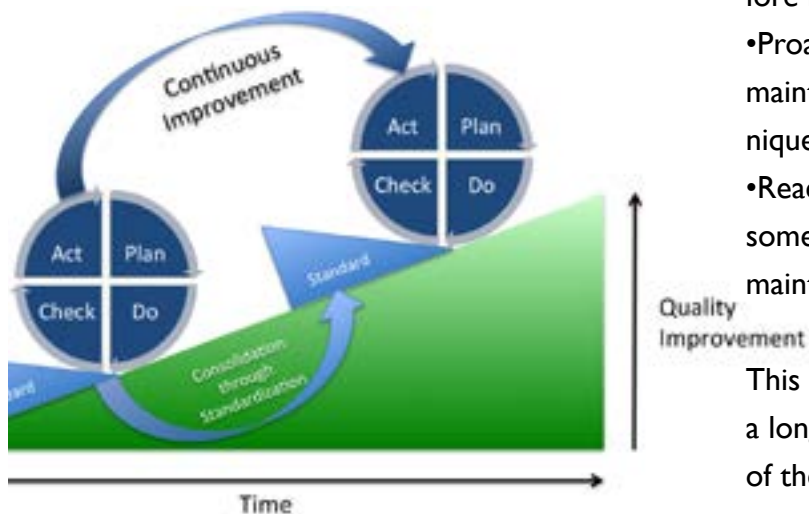 Continuous
Improvement
Act Plan
Check Do
Act Plan
Check Do
Standard
Consolidation
through
Standardization
Quality
Improvement
Time
•Proa
maint
nique
•Reac
some
maint
This
a lon
of the